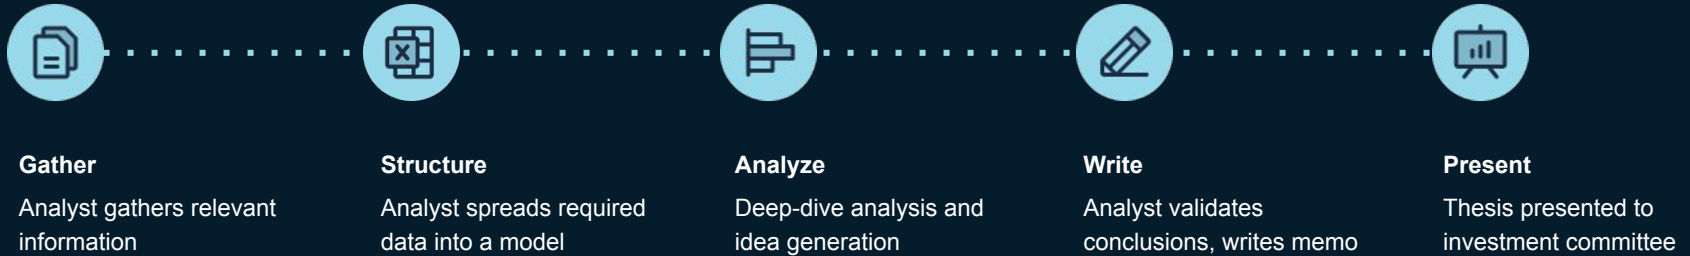 Gather
Analyst gathers relevant
information
Structure
Analyst spreads required
data into a model
Analyze
Deep-dive analysis and
idea generation
Write
Analyst validates
conclusions, writes memo
Present
Thesis presented to
investment committee